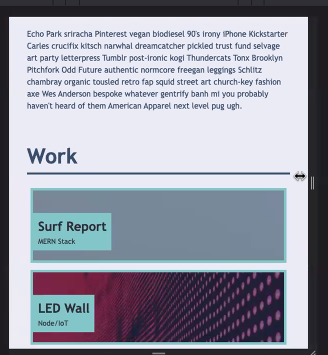 Echo Park sriracha Pinterest vegan biodiesel 90's irony iPhone Kickstarter
Carles crucifix kitsch narwhal dreamcatcher pickled trust fund selvage
art party letterpress Tumblr post-ironic kogi Thundercats Tonx Brooklyn
Pitchfork Odd Future authentic normcore freegan leggings Schlitz
chambray organic tousled retro fap squid street art church-key fashion
axe Wes Anderson bespoke whatever gentrify banh mi you probably
haven't heard of them American Apparel next level pug ugh.
Work
Surf Report
MERN Stack
LED Wall
Node/IoT